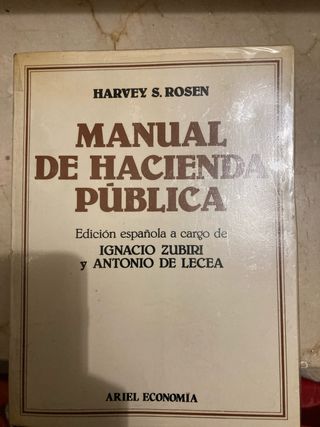 HARVEY S. ROSEN
MANUAL
DE HACIENDA
PÚBLICA
Edición española a cargo de
IGNACIO ZUBIRI
y ANTONIO DE LECEA
ARIEL ECONOMÍA